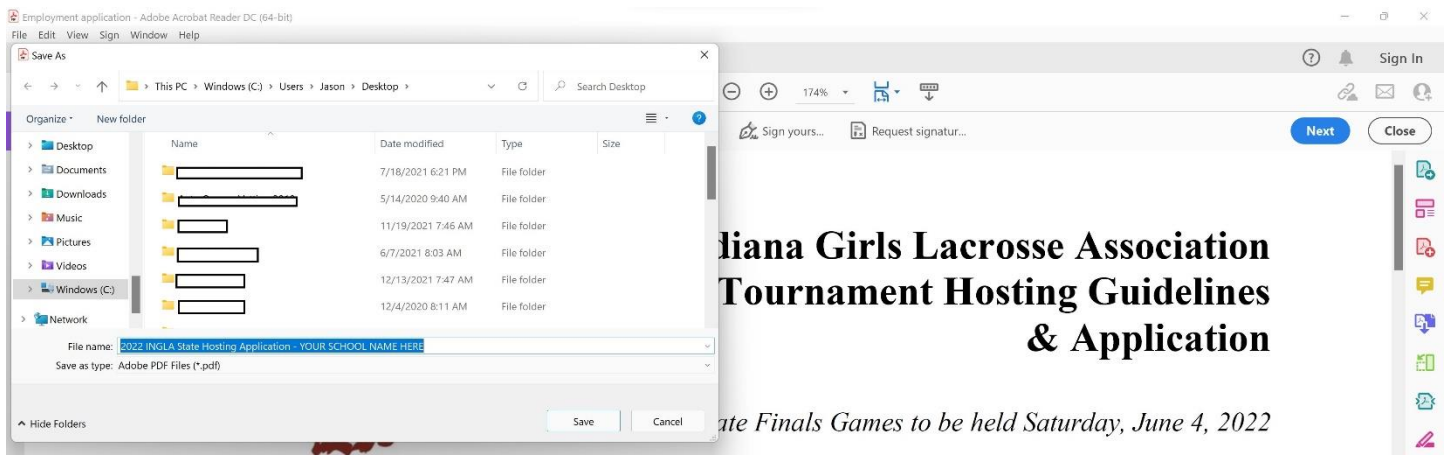 Employment application - Adobe Acrobat Reader DC (64-bit)
File Edit View Sign Window Help
Save As
Sign In
This PC > Windows (C:) > Users > Jason > Desktop >
Search Desktop
174%
Organize New folder
Sign yours...
Request signatur...
Next
Close
Name Date modified Type Size
Desktop
Documents
Downloads
Music
Pictures
Videos
Windows (C:)
Network
7/18/2021 6:21 PM File folder
5/14/2020 9:40 AM File folder
11/19/2021 7:46 AM File folder
6/7/2021 8:03 AM File folder
12/13/2021 7:47 AM File folder
12/4/2020 8:11 AM File folder
File name: 2022 INGLA State Hosting Application - YOUR SCHOOL NAME HERE
Save as type: Adobe PDF Files (*.pdf)
Hide Folders
Save
Cancel
diana Girls Lacrosse Association
Tournament Hosting Guidelines
& Application
ate Finals Games to be held Saturday, June 4, 2022